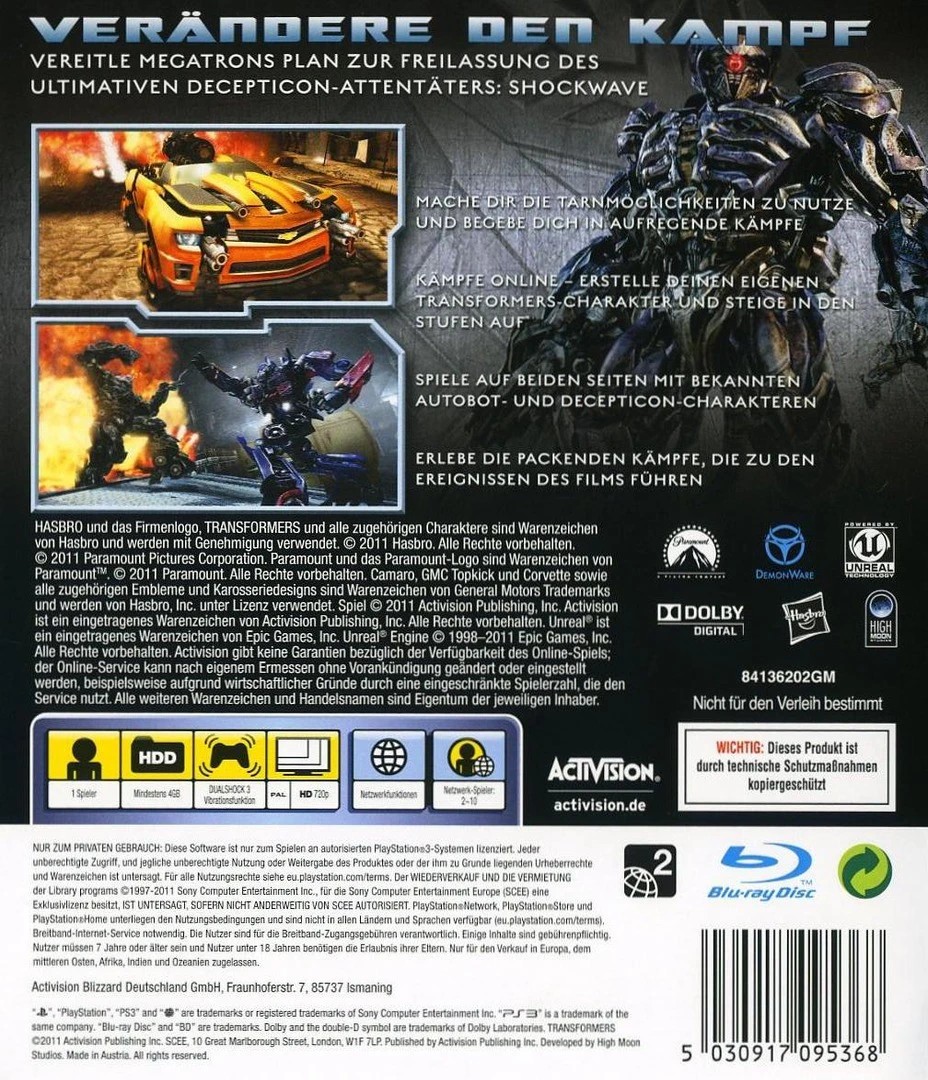 VERÄNDERE DEN KAMPF
VEREITLE MEGATRONS PLAN ZUR FREILASSUNG DES
ULTIMATIVEN DECEPTICON-ATTENTÄTERS: SHOCKWAVE
MACHE DIR DIE TARNMÖGLICHKEITEN ZU NUTZE
UND BEGEBE DICH IN AUFREGENDE KÄMPFE
KÄMPFE ONLINE – ERSTELLE DEINEN EIGENEN
TRANSFORMERS-CHARAKTER UND STEIGE IN DEN
STUFEN AUF
SPIELE AUF BEIDEN SEITEN MIT BEKANNTEN
AUTOBOT- UND DECEPTICON-CHARAKTEREN
ERLEBE DIE PACKENDEN KÄMPFE, DIE ZU DEN
EREIGNISSEN DES FILMS FÜHREN
HASBRO und das Firmenlogo, TRANSFORMERS und alle zugehörigen Charaktere sind Warenzeichen
von Hasbro und werden mit Genehmigung verwendet. © 2011 Hasbro. Alle Rechte vorbehalten.
© 2011 Paramount Pictures Corporation. Paramount und das Paramount-Logo sind Warenzeichen von
Paramount™. © 2011 Paramount. Alle Rechte vorbehalten. Camaro, GMC Topkick und Corvette sowie
alle zugehörigen Embleme und Karosseriedesigns sind Warenzeichen von General Motors Trademarks
und werden von Hasbro, Inc. unter Lizenz verwendet. Spiel © 2011 Activision Publishing, Inc. Activision
ist ein eingetragenes Warenzeichen von Activision Publishing, Inc. Alle Rechte vorbehalten. Unreal® ist
ein eingetragenes Warenzeichen von Epic Games, Inc. Unreal® Engine © 1998–2011 Epic Games, Inc.
Alle Rechte vorbehalten. Activision gibt keine Garantien bezüglich der Verfügbarkeit des Online-Spiels;
der Online-Service kann nach eigenem Ermessen ohne Vorankündigung geändert oder eingestellt
werden, beispielsweise aufgrund wirtschaftlicher Gründe durch eine eingeschränkte Spielerzahl, die den
Service nutzt. Alle weiteren Warenzeichen und Handelsnamen sind Eigentum der jeweiligen Inhaber.
Paramount
A VIACOM COMPANY
DEMONWARE
POWERED BY
UNREAL
TECHNOLOGY
DOLBY
DIGITAL
Hasbro
HIGH
MOON
STUDIOS
84136202GM
Nicht für den Verleih bestimmt
HDD
1 Spieler
Mindestens 4GB
DUALSHOCK 3
Vibrationsfunktion
PAL HD 720p
Netzwerkfunktionen
Netzwerk-Spieler:
2–10
ACTIVISION®
activision.de
WICHTIG: Dieses Produkt ist
durch technische Schutzmaßnahmen
kopiergeschützt
NUR ZUM PRIVATEN GEBRAUCH: Diese Software ist nur zum Spielen an autorisierten PlayStation®3-Systemen lizenziert. Jeder
unberechtigte Zugriff, und jegliche unberechtigte Nutzung oder Weitergabe des Produktes oder der ihm zu Grunde liegenden Urheberrechte
und Warenzeichen ist untersagt. Für alle Nutzungsrechte siehe eu.playstation.com/terms. Der WIEDERVERKAUF UND DIE VERMIETUNG
der Library programs ©1997-2011 Sony Computer Entertainment Inc., für die Sony Computer Entertainment Europe (SCEE) eine
Exklusivlizenz besitzt, IST UNTERSAGT, SOFERN NICHT ANDERWEITIG VON SCEE AUTORISIERT. PlayStation®Network, PlayStation®Store und
PlayStation®Home unterliegen den Nutzungsbedingungen und sind nicht in allen Ländern und Sprachen verfügbar (eu.playstation.com/terms).
Breitband-Internet-Service notwendig. Die Nutzer sind für die Breitband-Zugangsgebühren verantwortlich. Einige Inhalte sind gebührenpflichtig.
Nutzer müssen 7 Jahre oder älter sein und Nutzer unter 18 Jahren benötigen die Erlaubnis ihrer Eltern. Nur für den Verkauf in Europa, dem
mittleren Osten, Afrika, Indien und Ozeanien zugelassen.
2
Blu-ray Disc™
Activision Blizzard Deutschland GmbH, Fraunhoferstr. 7, 85737 Ismaning
"", "PlayStation", "PS3" and "" are trademarks or registered trademarks of Sony Computer Entertainment Inc. "PS3" is a trademark of the
same company. "Blu-ray Disc" and "BD" are trademarks. Dolby and the double-D symbol are trademarks of Dolby Laboratories. TRANSFORMERS
©2011 Activision Publishing Inc. SCEE, 10 Great Marlborough Street, London, W1F 7LP. Published by Activision Publishing Inc. Developed by High Moon
Studios. Made in Austria. All rights reserved.
5 030917 095368